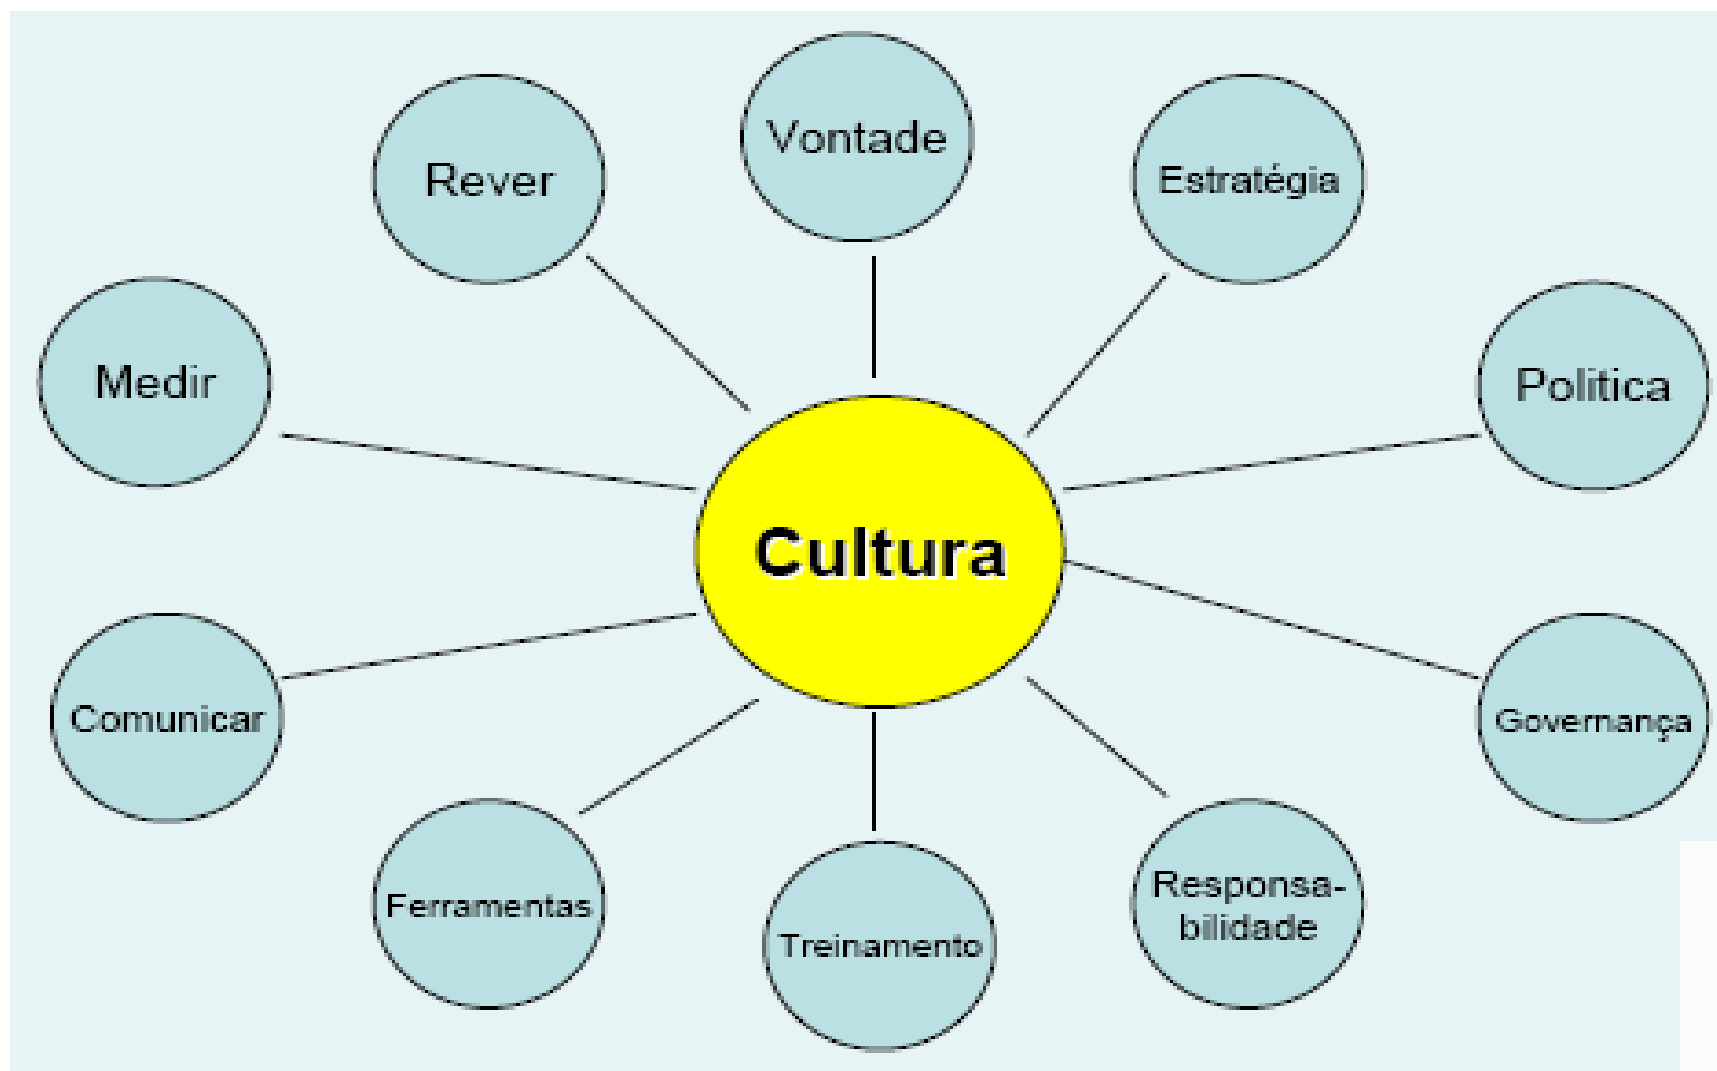 Vontade
Rever
Estratégia
Medir
Politica
Cultura
Comunicar
Governança
Responsa-
bilidade
Ferramentas
Treinamento